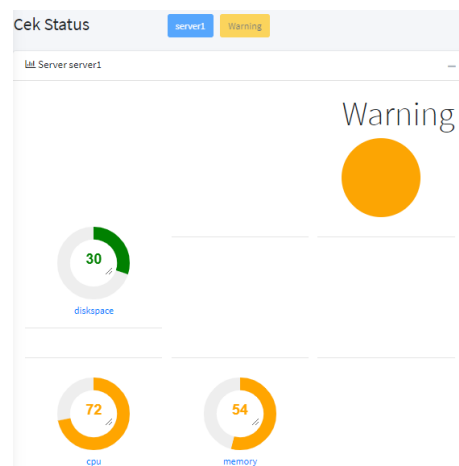 Cek Status
server1
Warning
Server server1
Warning
30
diskspace
72
54
cpu
memory